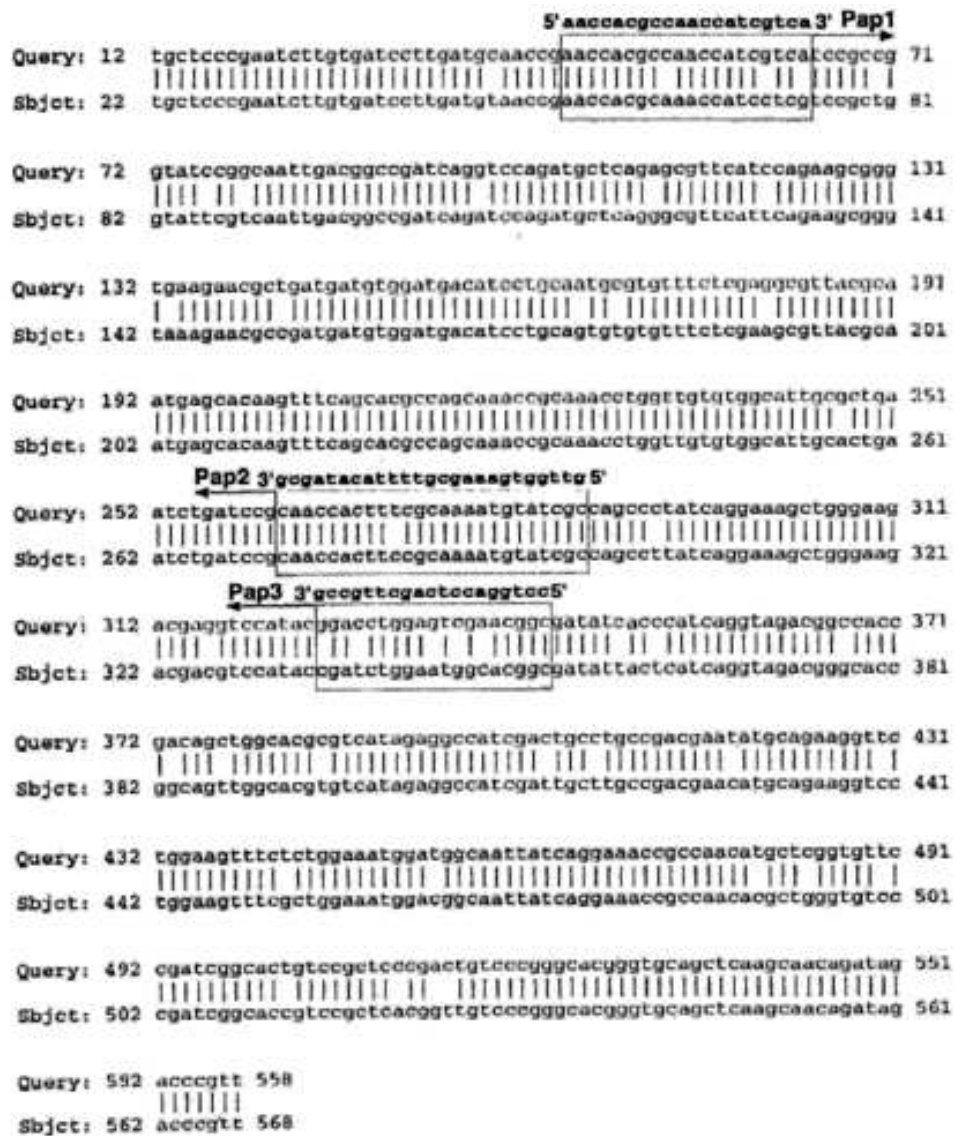 5'aaccacgccaaccatcgtca3' Pap1
Query: 12 tgctcccgaatcttgtgatccttgatgcaaccgaaccacgccaaccatcgtcatcccgccg 71
Sbjct: 22 tgctcccgaatcttgtgatccttgatgtaaccgaaccacgcaaaccatcctcgtccgctg 81
Query: 72 gtatccggcaattgacggccgatcaggtccagatgctcagagcgttcatccagaagcggg 131
Sbjct: 82 gtattcgtcaattgacggccgatcagatccagatgctcagggcgttcattcagaagcggg 141
Query: 132 tgaagaacgctgatgatgtggatgacatcctgcaatgcgtgtttctcgaggcgttacgca 191
Sbjct: 142 taaagaacgccgatgatgtggatgacatcctgcagtgtgtgtttctcgaagcgttacgca 201
Query: 192 atgagcacaagtttcagcacgccagcaaaccgcaaacctggttgtgtggcattgcgctga 251
Sbjct: 202 atgagcacaagtttcagcacgccagcaaaccgcaaacctggttgtgtggcattgcactga 261
Pap2 3'gcgatacattttgcgaaagtggttg5'
Query: 252 atctgatccgcaaccactttcgcaaaatgtatcgccagccctatcaggaaagctgggaag 311
Sbjct: 262 atctgatccgcaaccacttccgcaaaatgtatcgccagccttatcaggaaagctgggaag 321
Pap3 3'gccgttcgactccaggtcc5'
Query: 312 acgaggtccatacggacctggagtcgaacggcgatatcacccatcaggtagacggccacc 371
Sbjct: 322 acgacgtccataccgatctggaatggcacggcgatattactcatcaggtagacgggcacc 381
Query: 372 gacagctggcacgcgtcatagaggccatcgactgcctgccgacgaatatgcagaaggttc 431
Sbjct: 382 ggcagttggcacgtgtcatagaggccatcgattgcttgccgacgaacatgcagaaggtcc 441
Query: 432 tggaagtttctctggaaatggatggcaattatcaggaaaccgccaacatgctcggtgttc 491
Sbjct: 442 tggaagtttcgctggaaatggacggcaattatcaggaaaccgccaacacgctgggtgtcc 501
Query: 492 cgatcggcactgtccgctcccgactgtcccgggcacgggtgcagctcaagcaacagatag 551
Sbjct: 502 cgatcggcaccgtccgctcacggttgtcccgggcacgggtgcagctcaagcaacagatag 561
Query: 592 acccgtt 558
Sbjct: 562 acccgtt 568